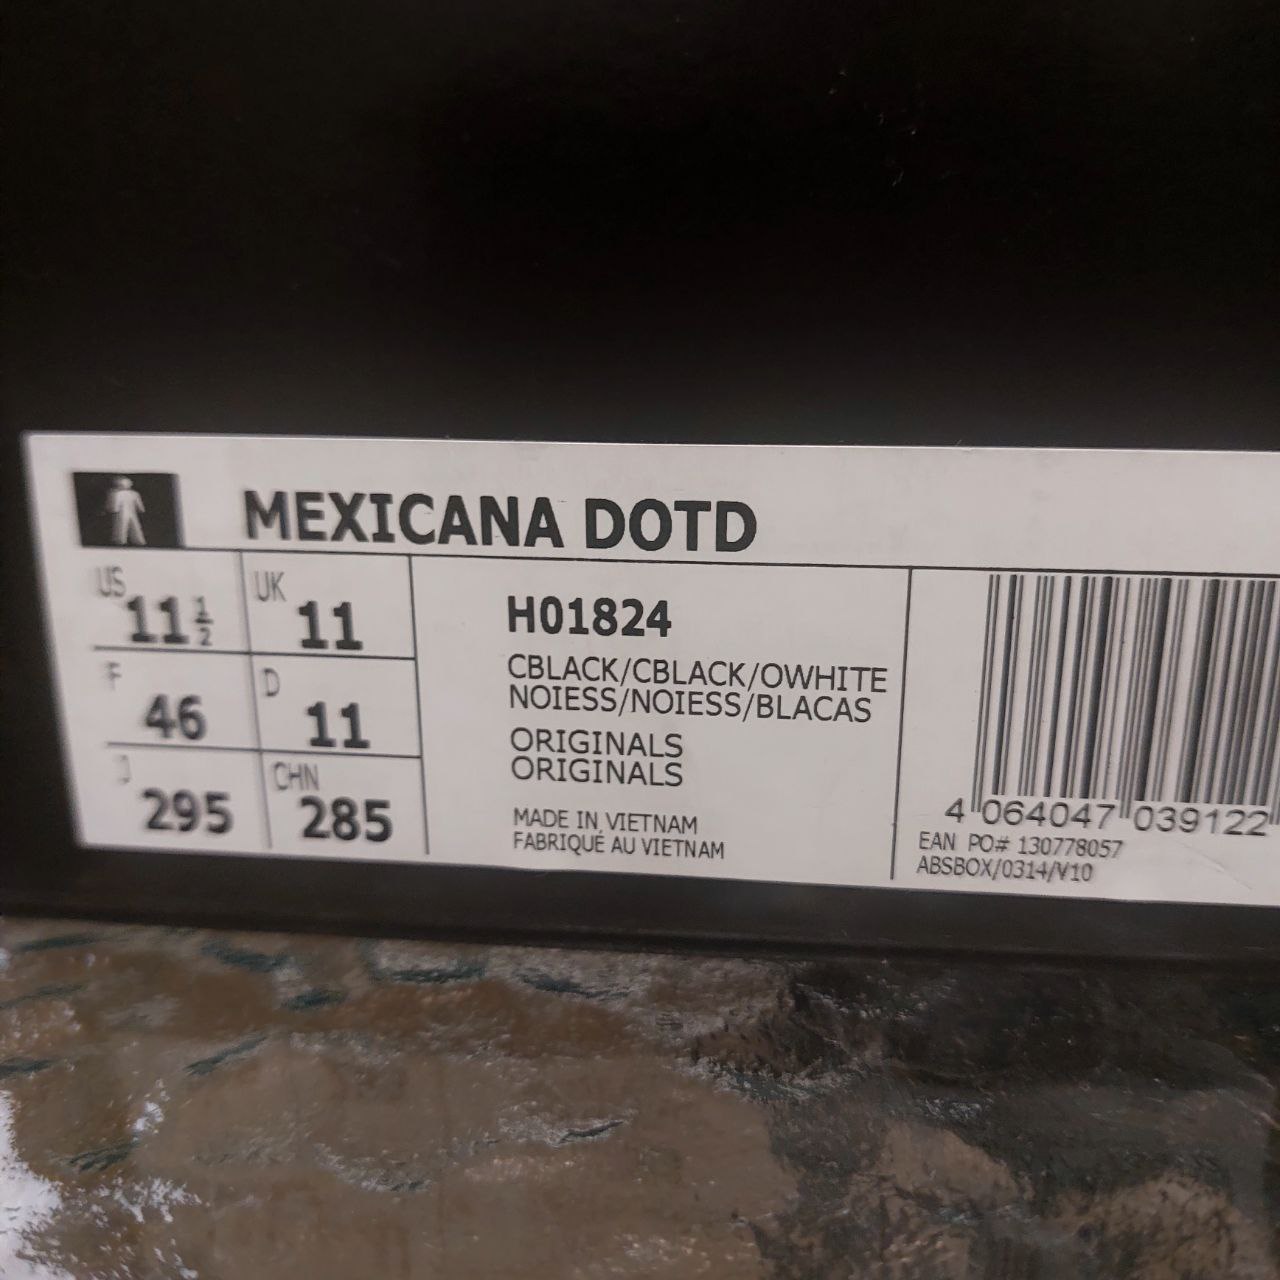 MEXICANA DOTD
US 11 1/2 UK 11
F 46 D 11
J 295 CHN 285
H01824
CBLACK/CBLACK/OWHITE
NOIESS/NOIESS/BLACAS
ORIGINALS
ORIGINALS
MADE IN VIETNAM
FABRIQUÉ AU VIETNAM
4 064047 039122
EAN PO# 130778057
ABSBOX/0314/V10